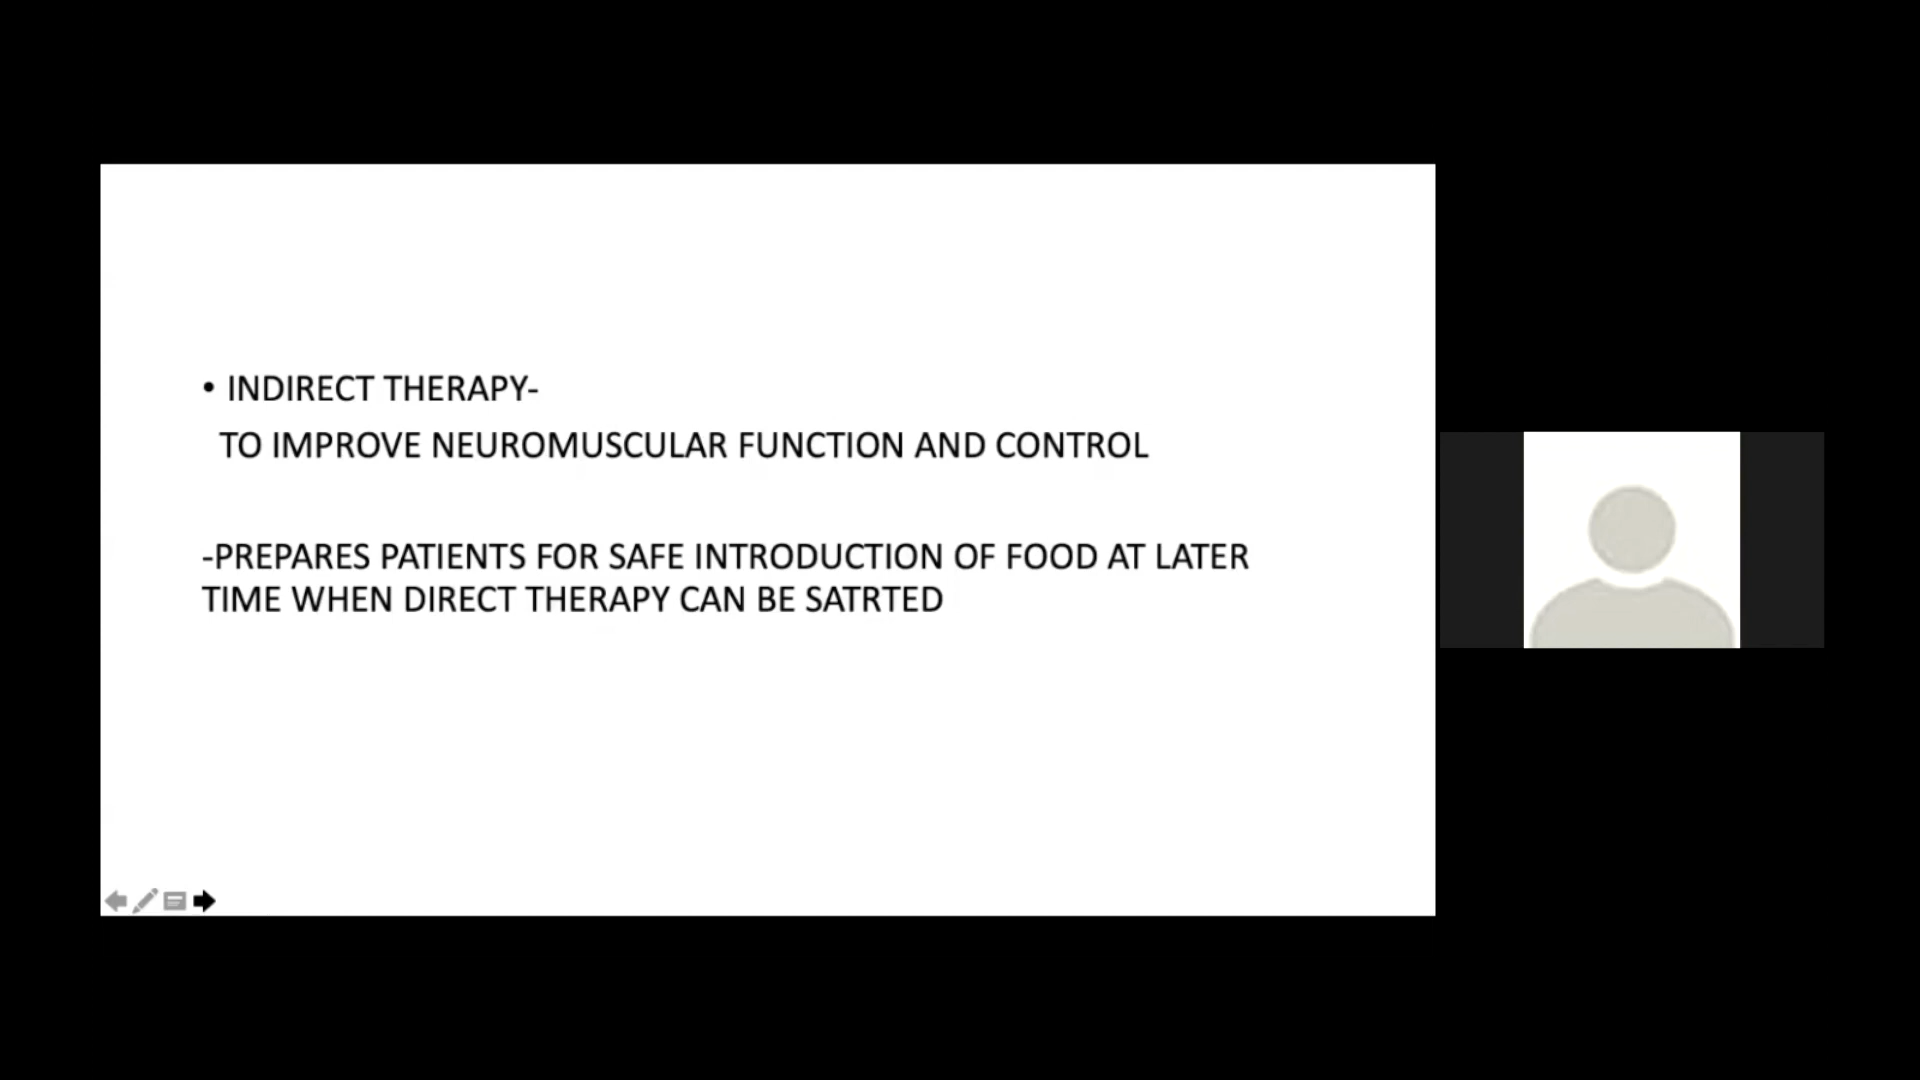 • INDIRECT THERAPY-
TO IMPROVE NEUROMUSCULAR FUNCTION AND CONTROL
-PREPARES PATIENTS FOR SAFE INTRODUCTION OF FOOD AT LATER
TIME WHEN DIRECT THERAPY CAN BE SATRTED